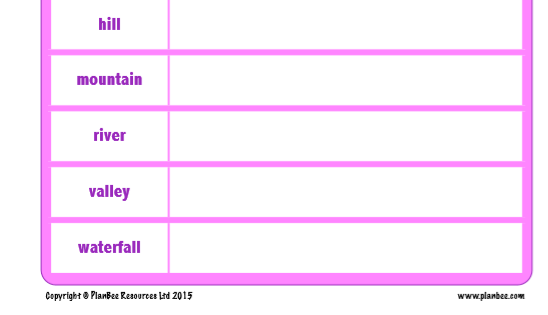 hill
mountain
river
valley
waterfall
Copyright © PlanBee Resources Ltd 2015
www.planbee.com